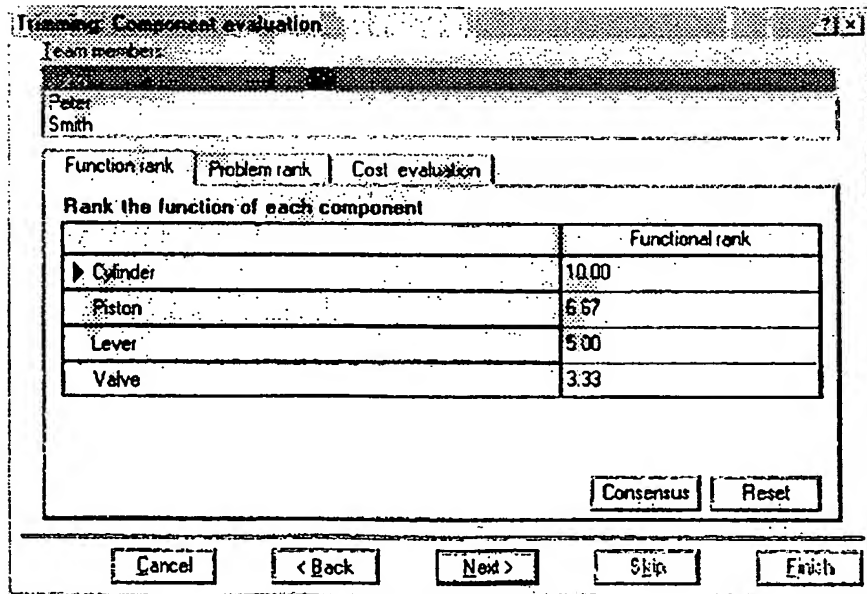 Trimming: Component evaluation ? ×
Team members:
Peter
Smith
Function rank Problem rank Cost evaluation
Rank the function of each component
Functional rank
Cylinder 10.00
Piston 6.67
Lever 5.00
Valve 3.33
Consensus Reset
Cancel < Back Next > Skip Finish